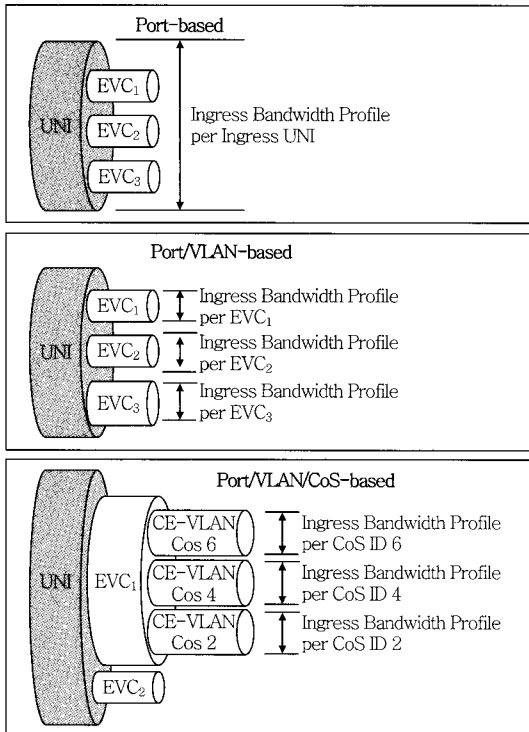 Port-based
UNI
EVC₁
EVC₂
EVC₃
Ingress Bandwidth Profile
per Ingress UNI
Port/VLAN-based
UNI
EVC₁
EVC₂
EVC₃
Ingress Bandwidth Profile
per EVC₁
Ingress Bandwidth Profile
per EVC₂
Ingress Bandwidth Profile
per EVC₃
Port/VLAN/CoS-based
UNI
EVC₁
CE-VLAN
Cos 6
CE-VLAN
Cos 4
CE-VLAN
Cos 2
Ingress Bandwidth Profile
per CoS ID 6
Ingress Bandwidth Profile
per CoS ID 4
Ingress Bandwidth Profile
per CoS ID 2
EVC₂